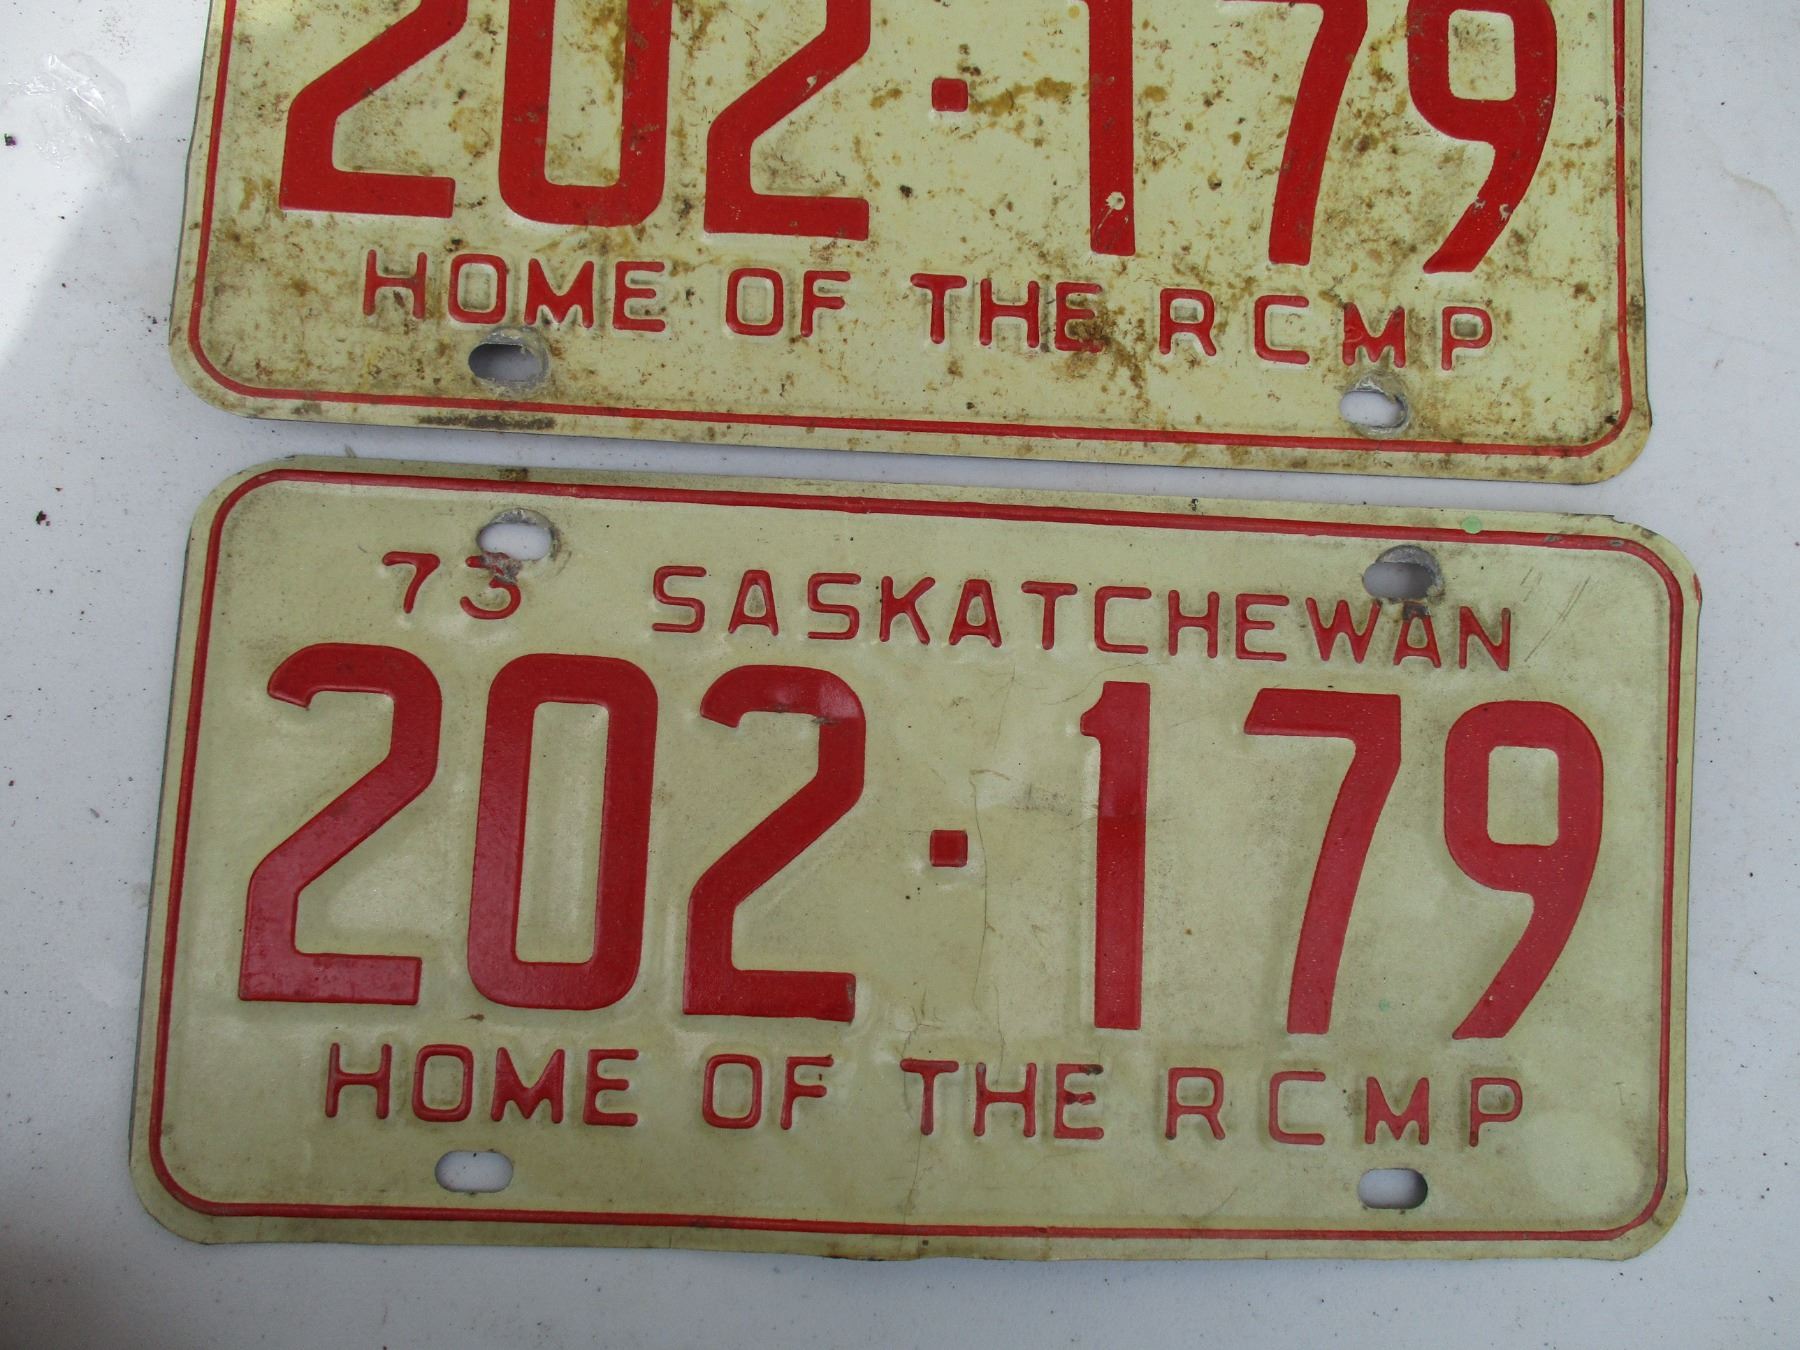 202·179
HOME OF THE RCMP
73 SASKATCHEWAN
202·179
HOME OF THE RCMP